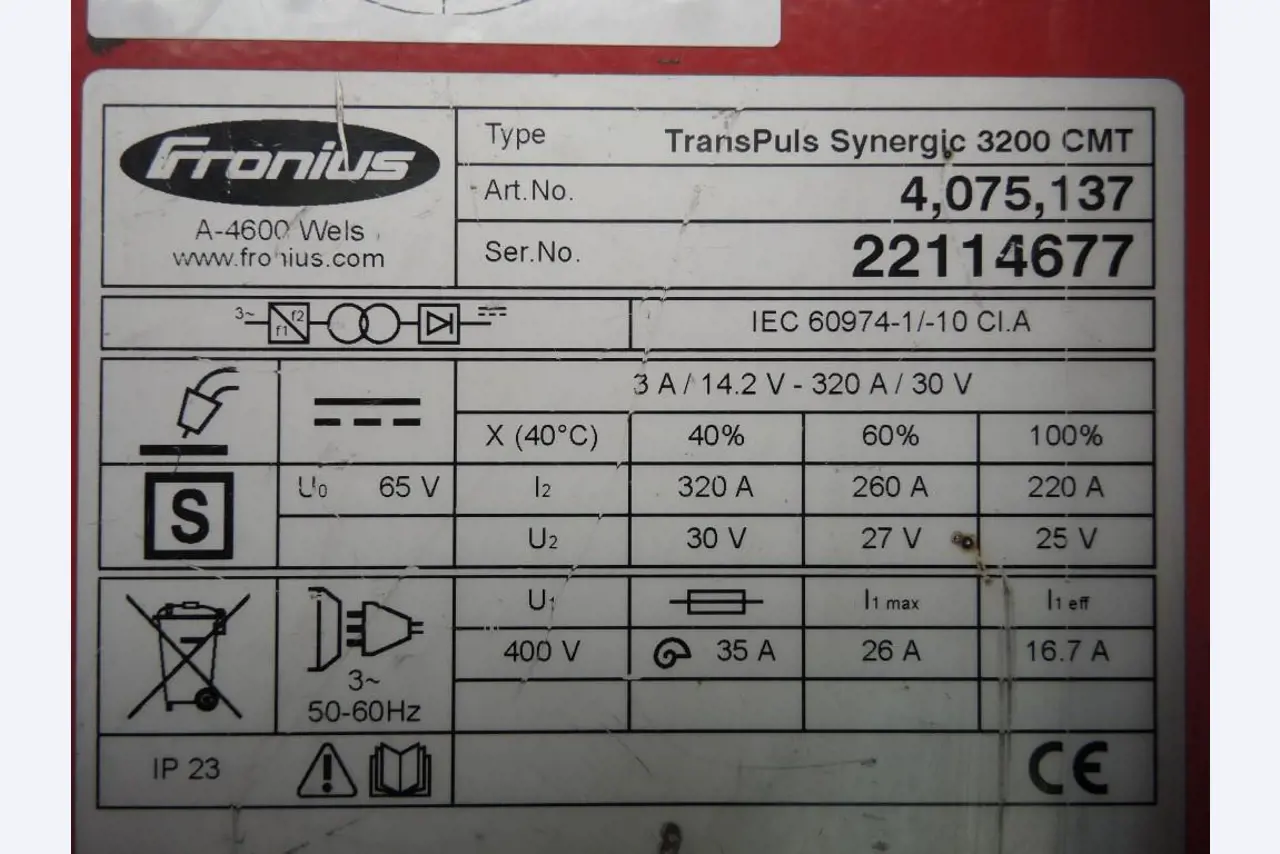 Fronius
A-4600 Wels
www.fronius.com
Type TransPuls Synergic 3200 CMT
Art.No. 4,075,137
Ser.No. 22114677
3~ f1 f2
IEC 60974-1/-10 Cl.A
3 A / 14.2 V - 320 A / 30 V
X (40°C) 40% 60% 100%
S
U0 65 V I2 320 A 260 A 220 A
U2 30 V 27 V 25 V
U1 I1 max I1 eff
400 V 35 A 26 A 16.7 A
3~
50-60Hz
IP 23
CE